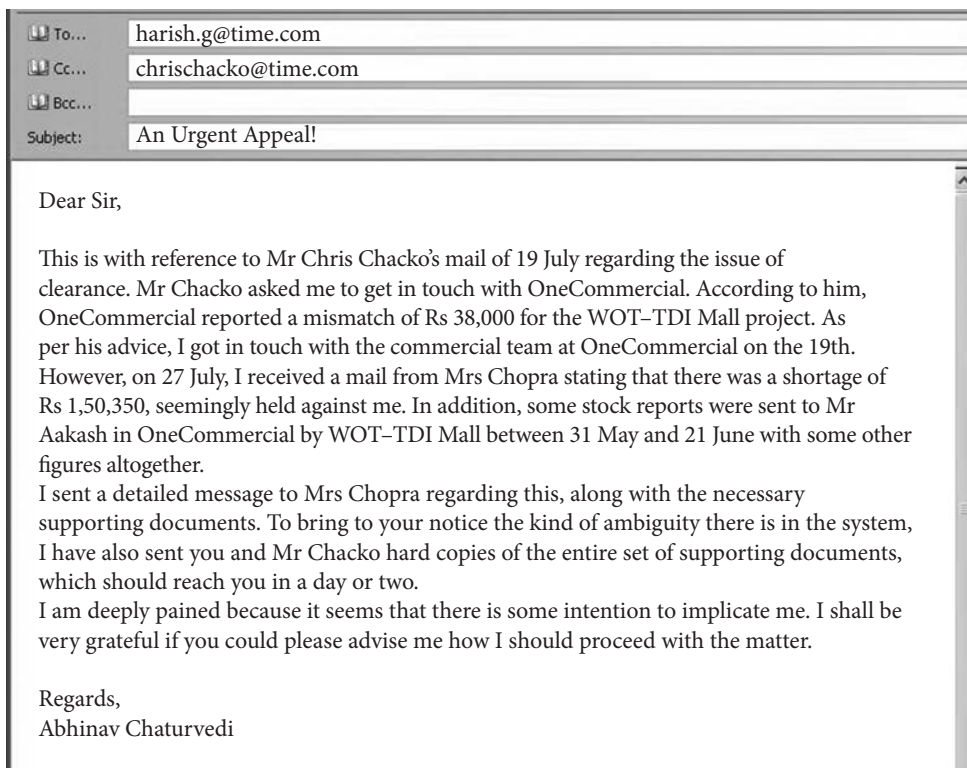 To... harish.g@time.com
Cc... chrischacko@time.com
Bcc...
Subject: An Urgent Appeal!
Dear Sir,
This is with reference to Mr Chris Chacko's mail of 19 July regarding the issue of
clearance. Mr Chacko asked me to get in touch with OneCommercial. According to him,
OneCommercial reported a mismatch of Rs 38,000 for the WOT–TDI Mall project. As
per his advice, I got in touch with the commercial team at OneCommercial on the 19th.
However, on 27 July, I received a mail from Mrs Chopra stating that there was a shortage of
Rs 1,50,350, seemingly held against me. In addition, some stock reports were sent to Mr
Aakash in OneCommercial by WOT–TDI Mall between 31 May and 21 June with some other
figures altogether.
I sent a detailed message to Mrs Chopra regarding this, along with the necessary
supporting documents. To bring to your notice the kind of ambiguity there is in the system,
I have also sent you and Mr Chacko hard copies of the entire set of supporting documents,
which should reach you in a day or two.
I am deeply pained because it seems that there is some intention to implicate me. I shall be
very grateful if you could please advise me how I should proceed with the matter.
Regards,
Abhinav Chaturvedi